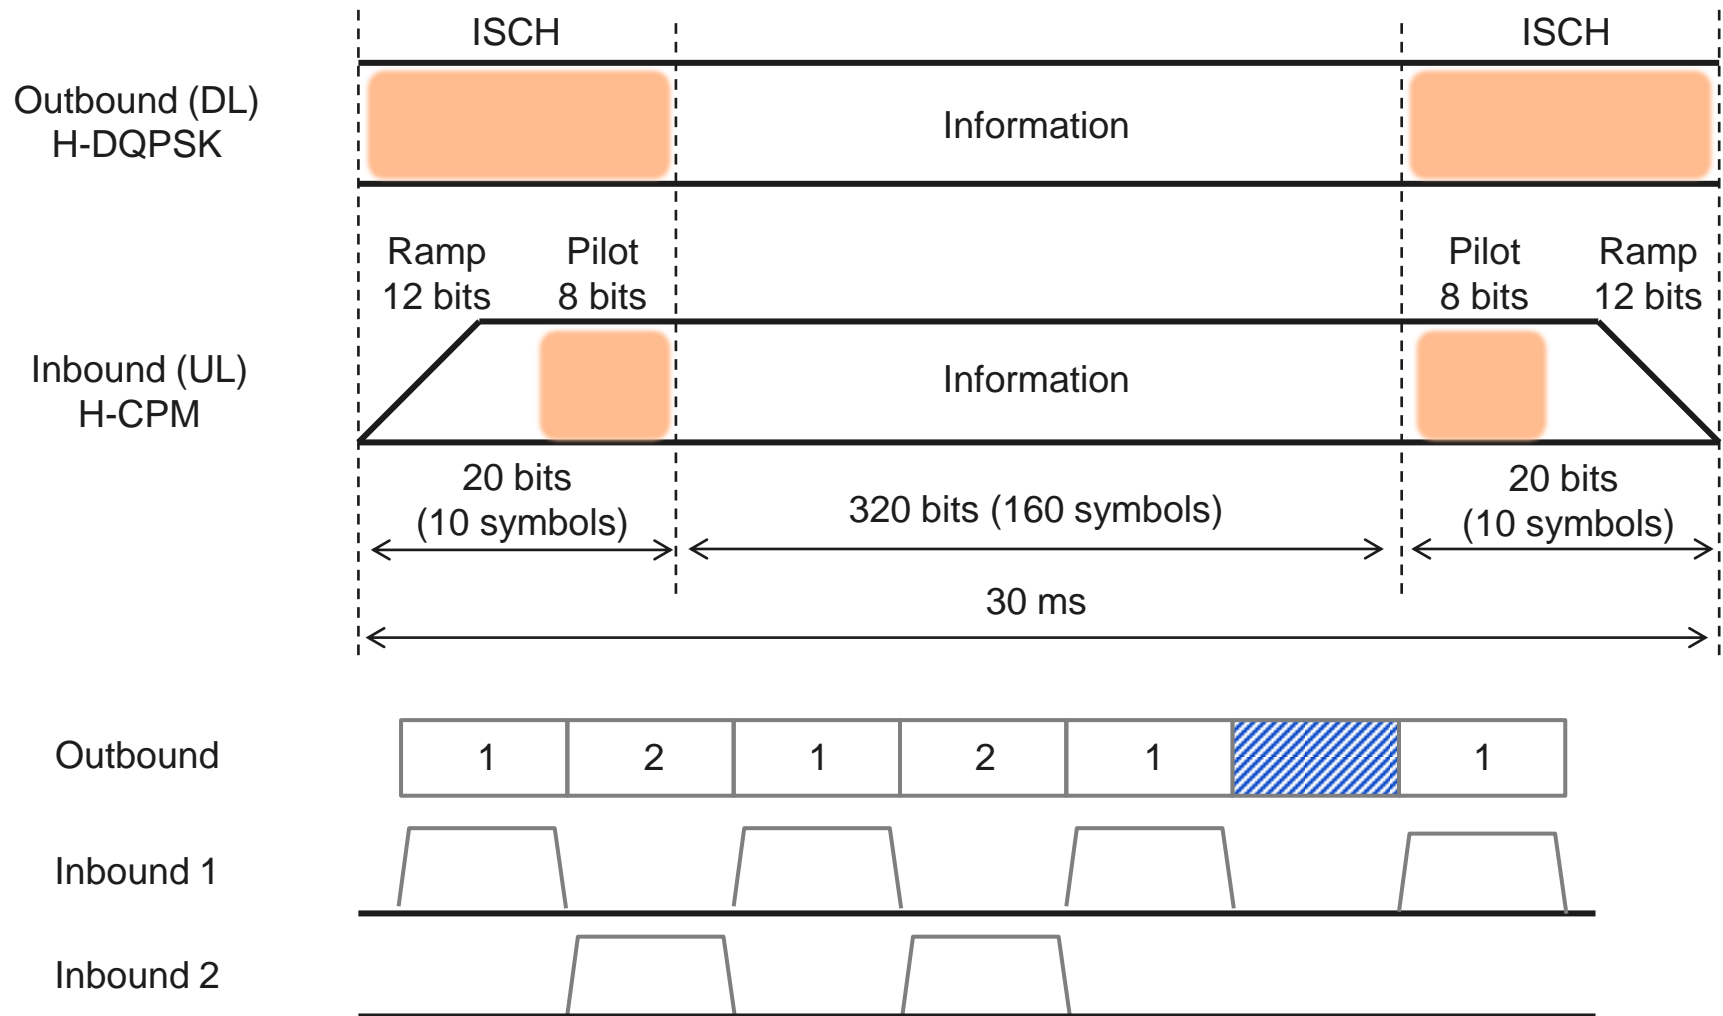 ISCH
ISCH
Outbound (DL)
H-DQPSK
Information
Ramp
12 bits
Pilot
8 bits
Pilot
8 bits
Ramp
12 bits
Inbound (UL)
H-CPM
Information
20 bits
(10 symbols)
320 bits (160 symbols)
20 bits
(10 symbols)
30 ms
Outbound
1
2
1
2
1
1
Inbound 1
Inbound 2